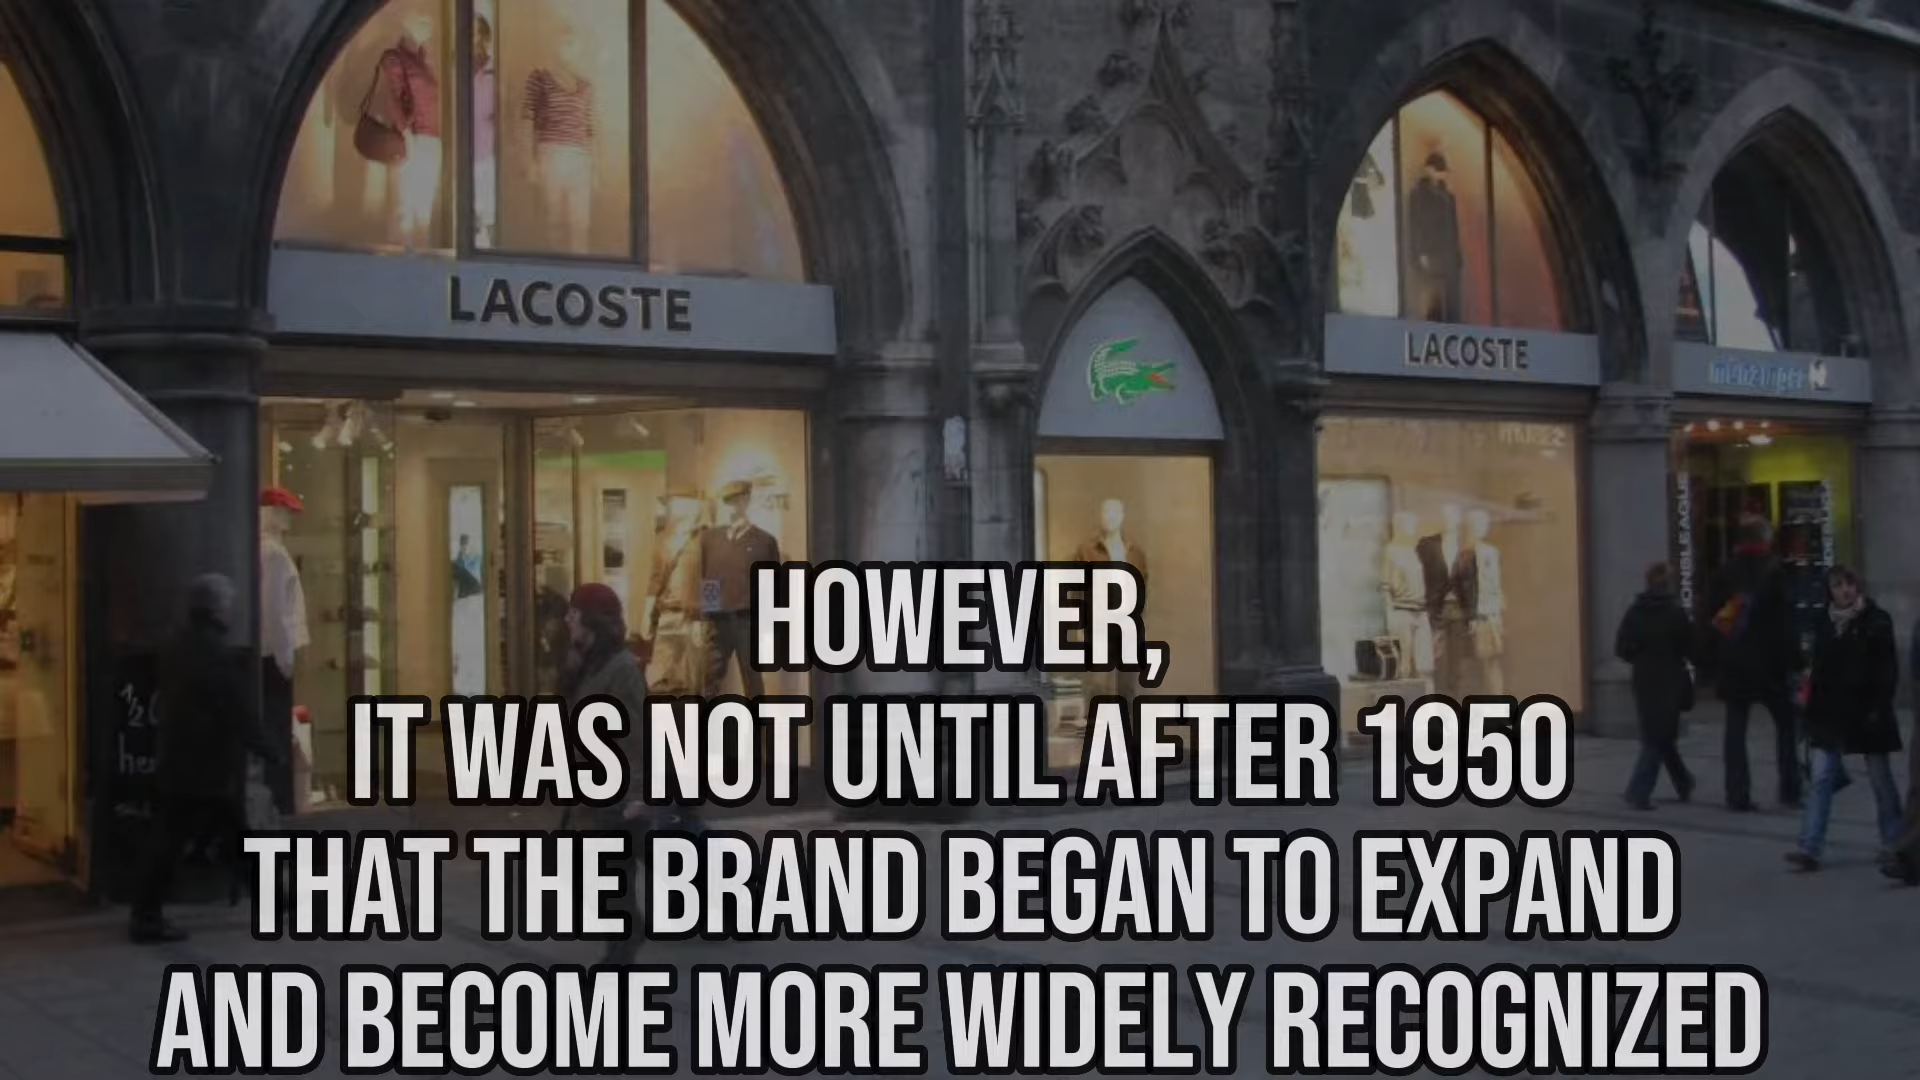 LACOSTE
LACOSTE
HOWEVER,
IT WAS NOT UNTIL AFTER 1950
THAT THE BRAND BEGAN TO EXPAND
AND BECOME MORE WIDELY RECOGNIZED